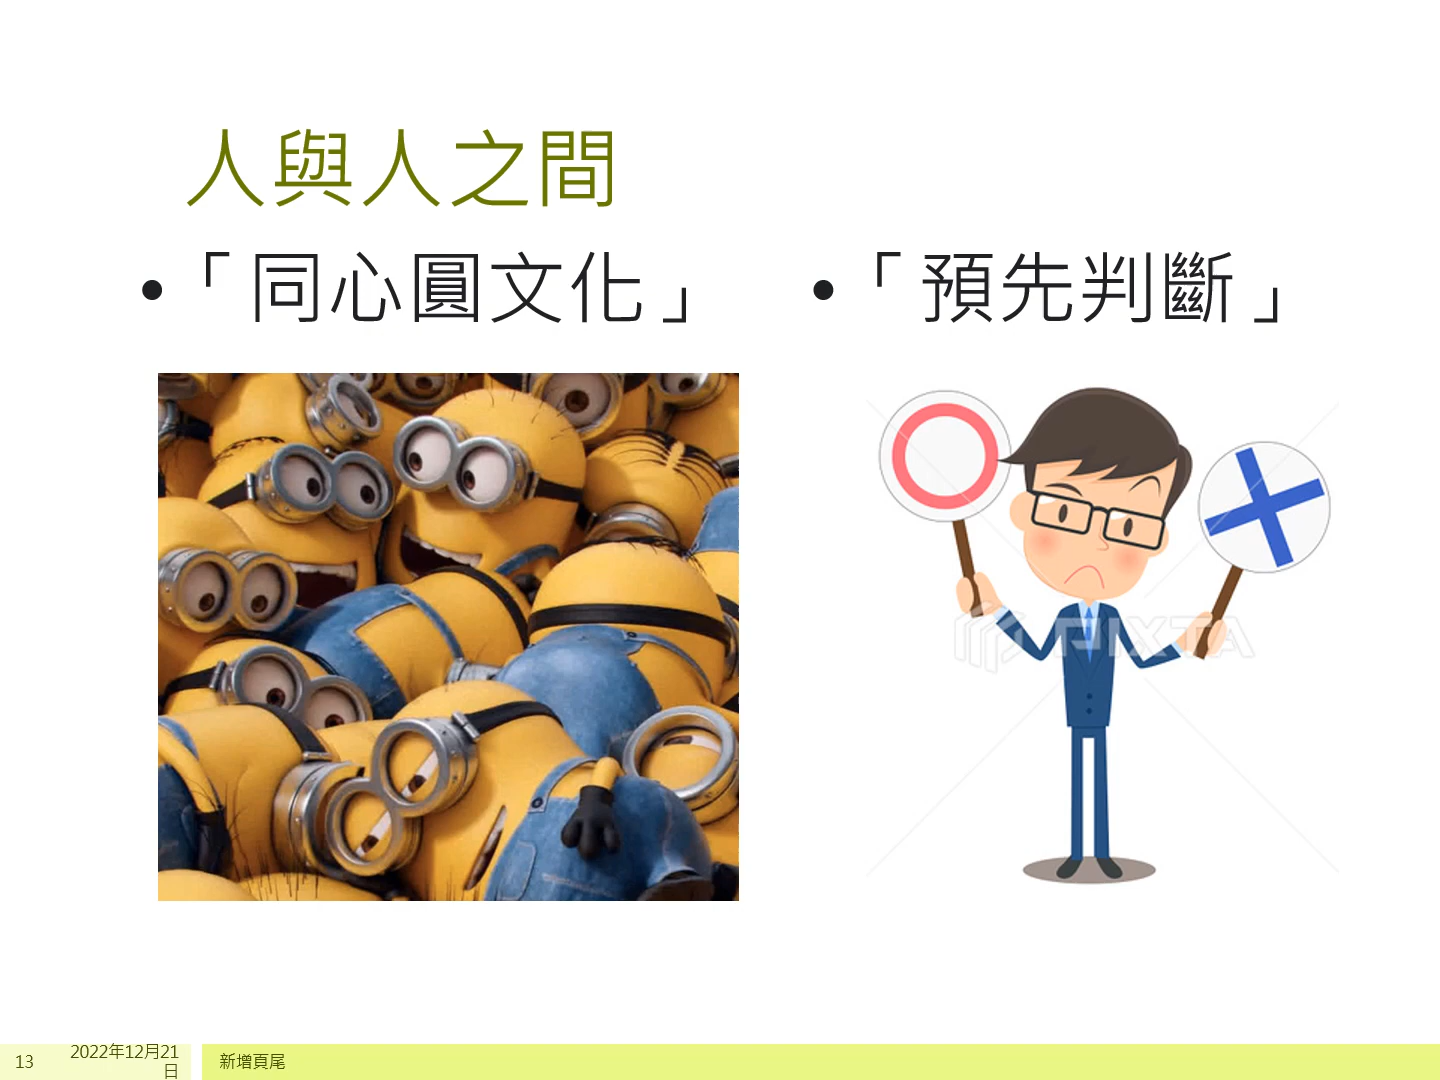 人與人之間
•「同心圓文化」
•「預先判斷」
PIXTA
13
2022年12月21
日
新增頁尾